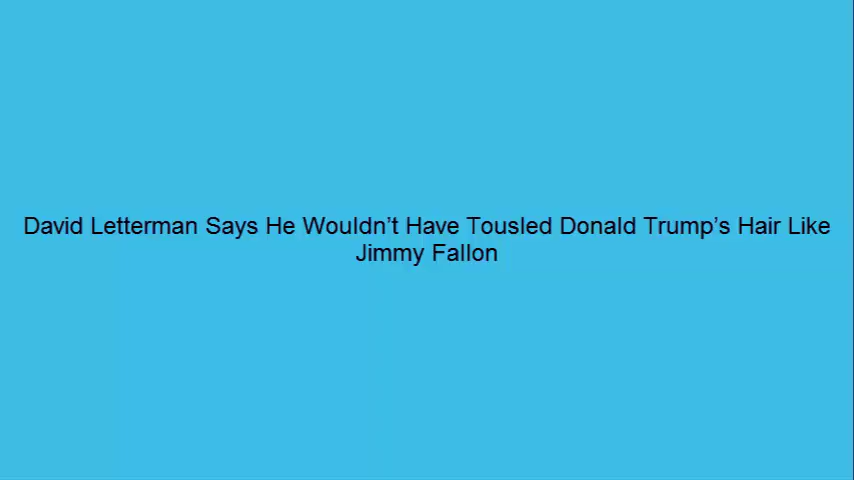 David Letterman Says He Wouldn’t Have Tousled Donald Trump’s Hair Like
Jimmy Fallon